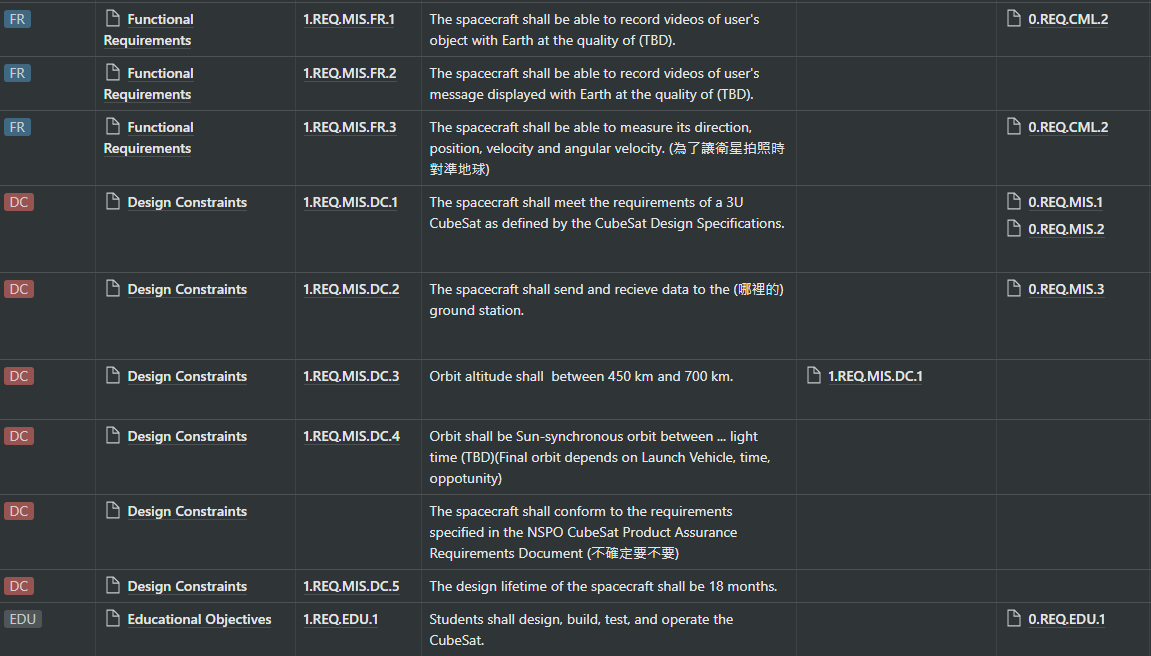 FR
Functional
Requirements
1.REQ.MIS.FR.1
The spacecraft shall be able to record videos of user's
object with Earth at the quality of (TBD).
0.REQ.CML.2
FR
Functional
Requirements
1.REQ.MIS.FR.2
The spacecraft shall be able to record videos of user's
message displayed with Earth at the quality of (TBD).
FR
Functional
Requirements
1.REQ.MIS.FR.3
The spacecraft shall be able to measure its direction,
position, velocity and angular velocity. (為了讓衛星拍照時
對準地球)
0.REQ.CML.2
DC
Design Constraints
1.REQ.MIS.DC.1
The spacecraft shall meet the requirements of a 3U
CubeSat as defined by the CubeSat Design Specifications.
0.REQ.MIS.1
0.REQ.MIS.2
DC
Design Constraints
1.REQ.MIS.DC.2
The spacecraft shall send and recieve data to the (哪裡的)
ground station.
0.REQ.MIS.3
DC
Design Constraints
1.REQ.MIS.DC.3
Orbit altitude shall  between 450 km and 700 km.
1.REQ.MIS.DC.1
DC
Design Constraints
1.REQ.MIS.DC.4
Orbit shall be Sun-synchronous orbit between ... light
time (TBD)(Final orbit depends on Launch Vehicle, time,
oppotunity)
DC
Design Constraints
The spacecraft shall conform to the requirements
specified in the NSPO CubeSat Product Assurance
Requirements Document (不確定要不要)
DC
Design Constraints
1.REQ.MIS.DC.5
The design lifetime of the spacecraft shall be 18 months.
EDU
Educational Objectives
1.REQ.EDU.1
Students shall design, build, test, and operate the
CubeSat.
0.REQ.EDU.1